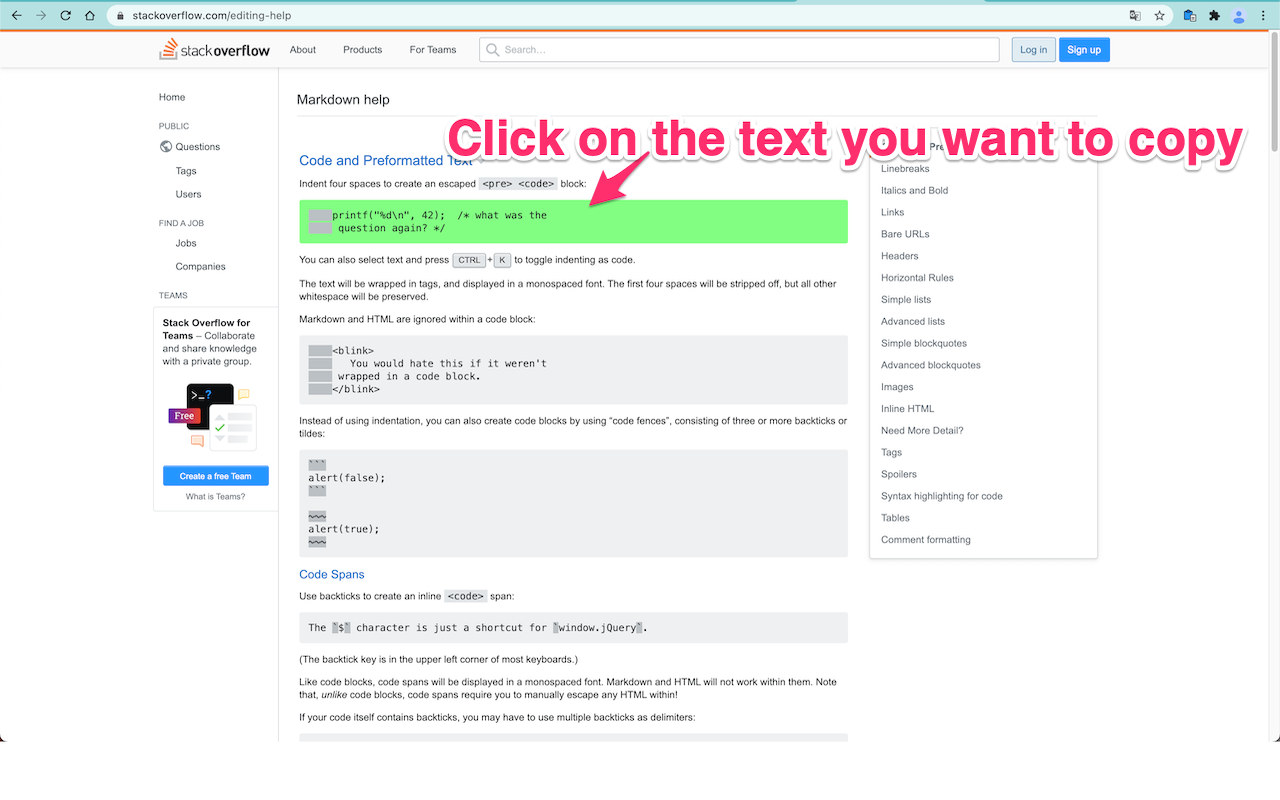 stackoverflow.com/editing-help
stackoverflow
About
Products
For Teams
Search...
Log in
Sign up
Home
PUBLIC
Questions
Tags
Users
FIND A JOB
Jobs
Companies
TEAMS
Stack Overflow for
Teams – Collaborate
and share knowledge
with a private group.
>_?
Free
Create a free Team
What is Teams?
Markdown help
Click on the text you want to copy
Code and Preformatted Text
Indent four spaces to create an escaped <pre> <code> block:
printf("%d\n", 42);  /* what was the
question again? */
You can also select text and press CTRL + K to toggle indenting as code.
The text will be wrapped in tags, and displayed in a monospaced font. The first four spaces will be stripped off, but all other
whitespace will be preserved.
Markdown and HTML are ignored within a code block:
<blink>
You would hate this if it weren't
wrapped in a code block.
</blink>
Instead of using indentation, you can also create code blocks by using “code fences”, consisting of three or more backticks or
tildes:
```
alert(false);
```
~~~
alert(true);
~~~
Code Spans
Use backticks to create an inline <code> span:
The `$` character is just a shortcut for `window.jQuery`.
(The backtick key is in the upper left corner of most keyboards.)
Like code blocks, code spans will be displayed in a monospaced font. Markdown and HTML will not work within them. Note
that, unlike code blocks, code spans require you to manually escape any HTML within!
If your code itself contains backticks, you may have to use multiple backticks as delimiters:
Linebreaks
Italics and Bold
Links
Bare URLs
Headers
Horizontal Rules
Simple lists
Advanced lists
Simple blockquotes
Advanced blockquotes
Images
Inline HTML
Need More Detail?
Tags
Spoilers
Syntax highlighting for code
Tables
Comment formatting